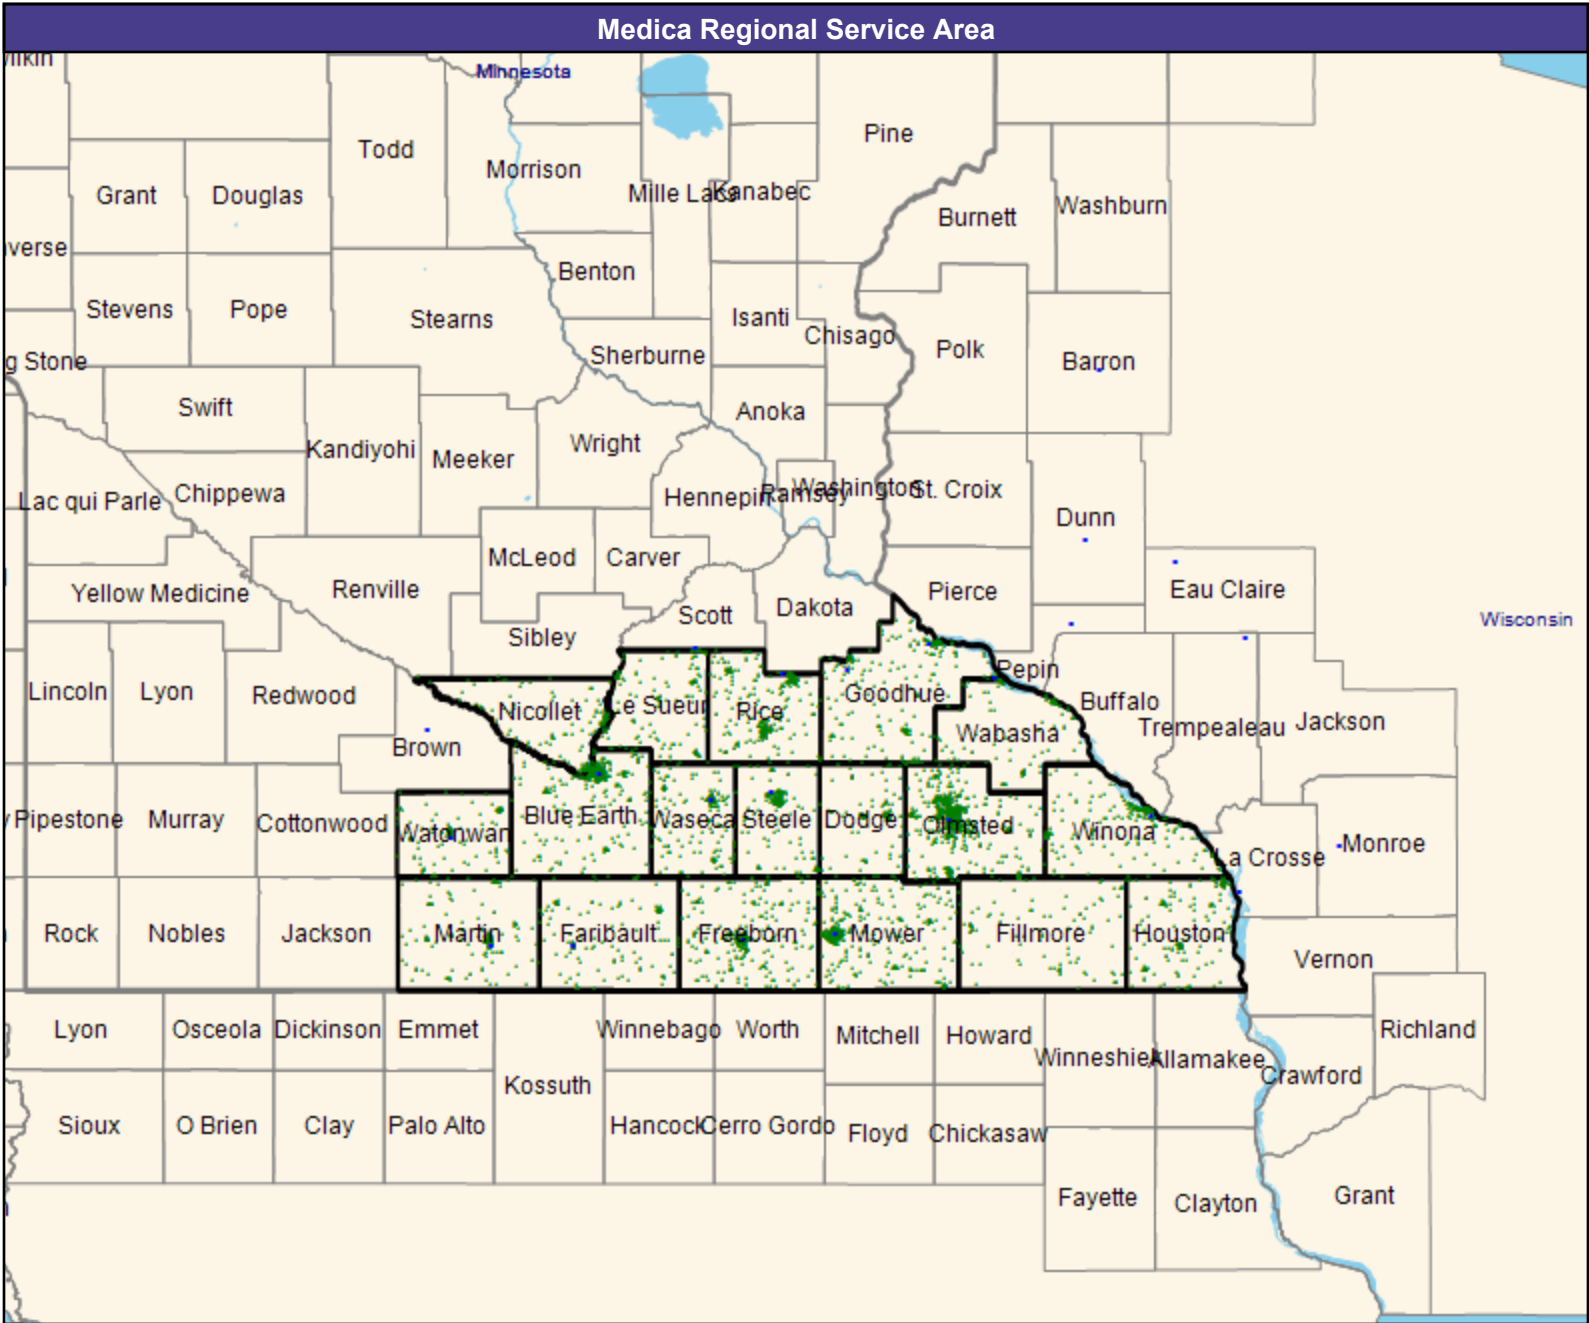 Medica Regional Service Area
Minnesota
Todd
Pine
Morrison
Grant
Douglas
Mille Lacs
Kanabec
Burnett
Washburn
Benton
Stevens
Pope
Stearns
Isanti
Chisago
Sherburne
Polk
Barron
g Stone
Swift
Anoka
Kandiyohi
Meeker
Wright
Lac qui Parle
Chippewa
Hennepin
Ramsey
Washington
St. Croix
Dunn
McLeod
Carver
Yellow Medicine
Renville
Scott
Dakota
Pierce
Eau Claire
Sibley
Wisconsin
Lincoln
Lyon
Redwood
Nicollet
Le Sueur
Rice
Goodhue
Pepin
Buffalo
Trempealeau
Jackson
Brown
Wabasha
Pipestone
Murray
Cottonwood
Watonwan
Blue Earth
Waseca
Steele
Dodge
Olmsted
Winona
La Crosse
Monroe
Rock
Nobles
Jackson
Martin
Faribault
Freeborn
Mower
Fillmore
Houston
Vernon
Lyon
Osceola
Dickinson
Emmet
Winnebago
Worth
Mitchell
Howard
Winneshiek
Allamakee
Richland
Kossuth
Crawford
Sioux
O Brien
Clay
Palo Alto
Hancock
Cerro Gordo
Floyd
Chickasaw
Fayette
Clayton
Grant